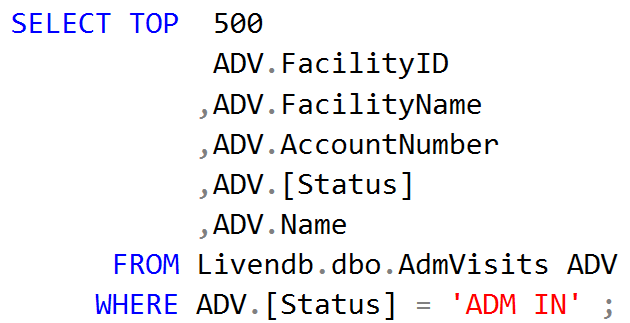 SELECT TOP  500
ADV.FacilityID
,ADV.FacilityName
,ADV.AccountNumber
,ADV.[Status]
,ADV.Name
FROM Livendb.dbo.AdmVisits ADV
WHERE ADV.[Status] = 'ADM IN' ;